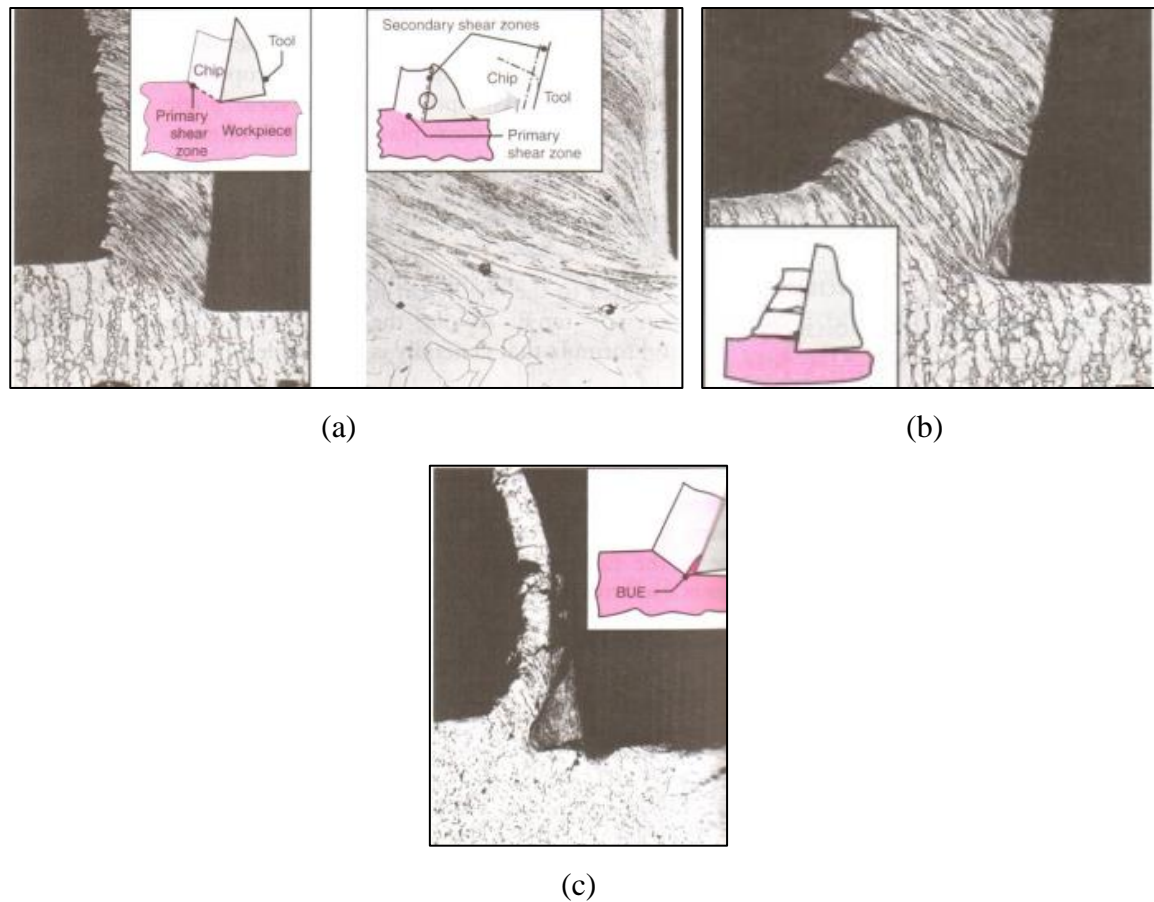 Tool
Chip
Primary
shear
zone
Workpiece
Secondary shear zones
Chip
Tool
Primary
shear zone
(a)
(b)
BUE
(c)